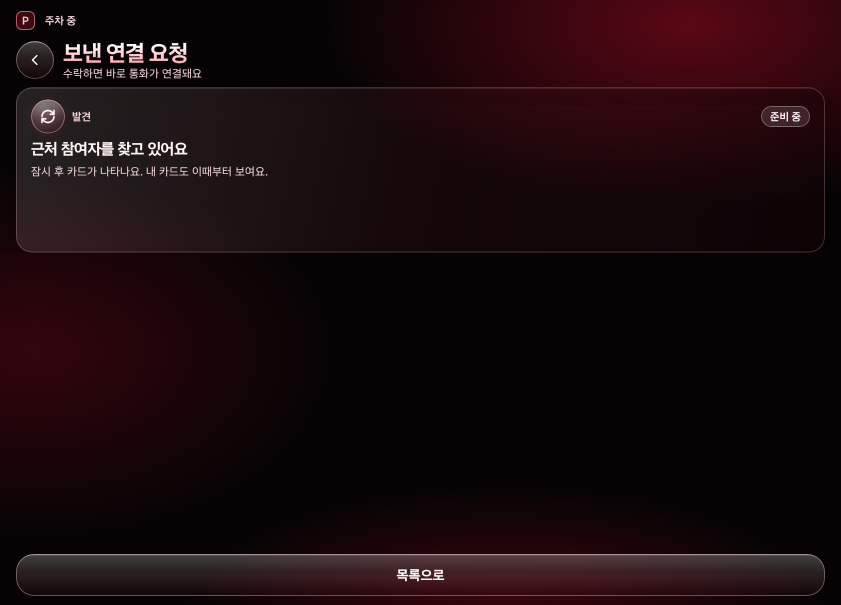 P 주차 중
보낸 연결 요청
수락하면 바로 통화가 연결돼요
발견
준비 중
근처 참여자를 찾고 있어요
잠시 후 카드가 나타나요. 내 카드도 이때부터 보여요.
목록으로